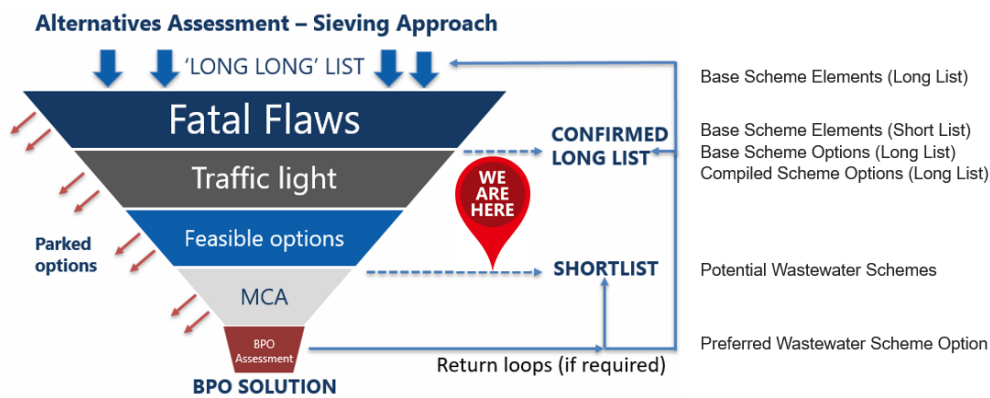 Alternatives Assessment – Sieving Approach
'LONG LONG' LIST
Base Scheme Elements (Long List)
Fatal Flaws
CONFIRMED
LONG LIST
Base Scheme Elements (Short List)
Base Scheme Options (Long List)
Compiled Scheme Options (Long List)
Traffic light
WE
ARE
HERE
Feasible options
Parked
options
SHORTLIST
Potential Wastewater Schemes
MCA
BPO
Assessment
Preferred Wastewater Scheme Option
Return loops (if required)
BPO SOLUTION